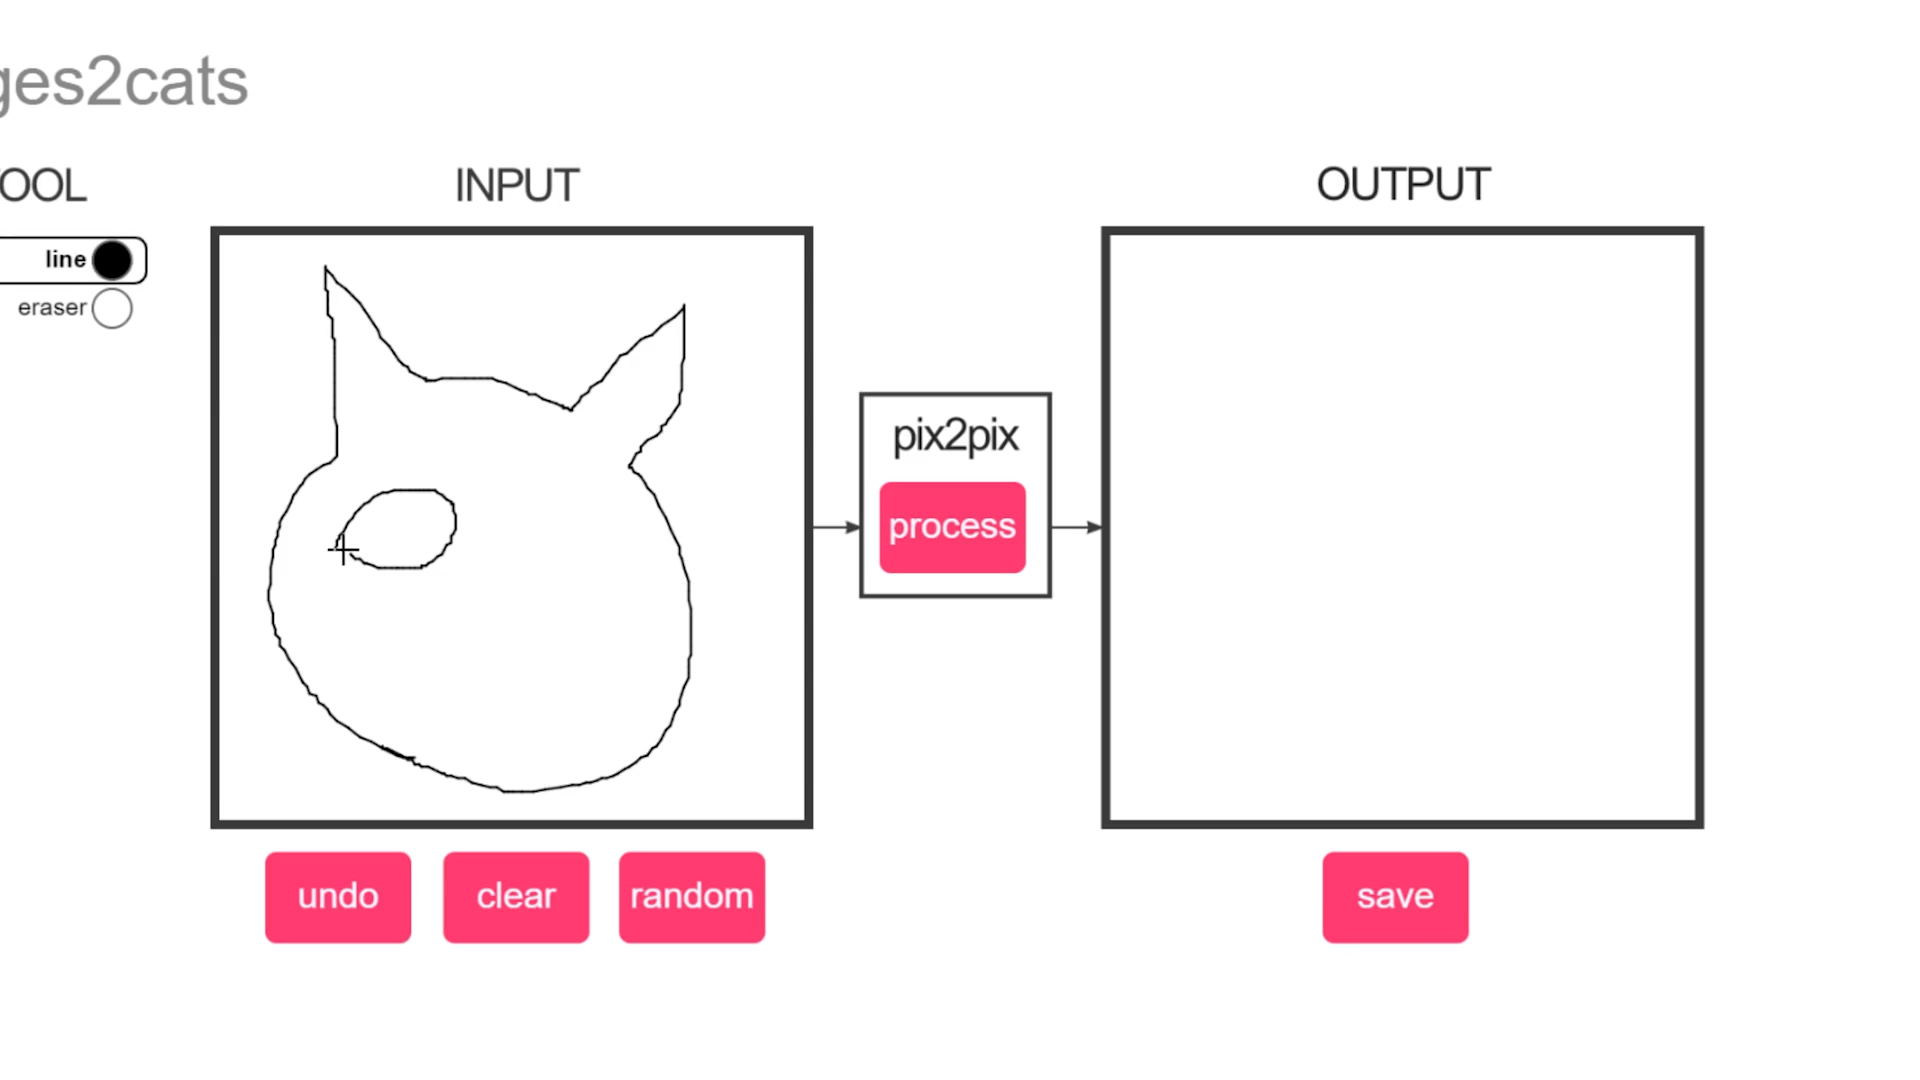 ges2cats
OOL
INPUT
OUTPUT
line
eraser
pix2pix
process
undo
clear
random
save